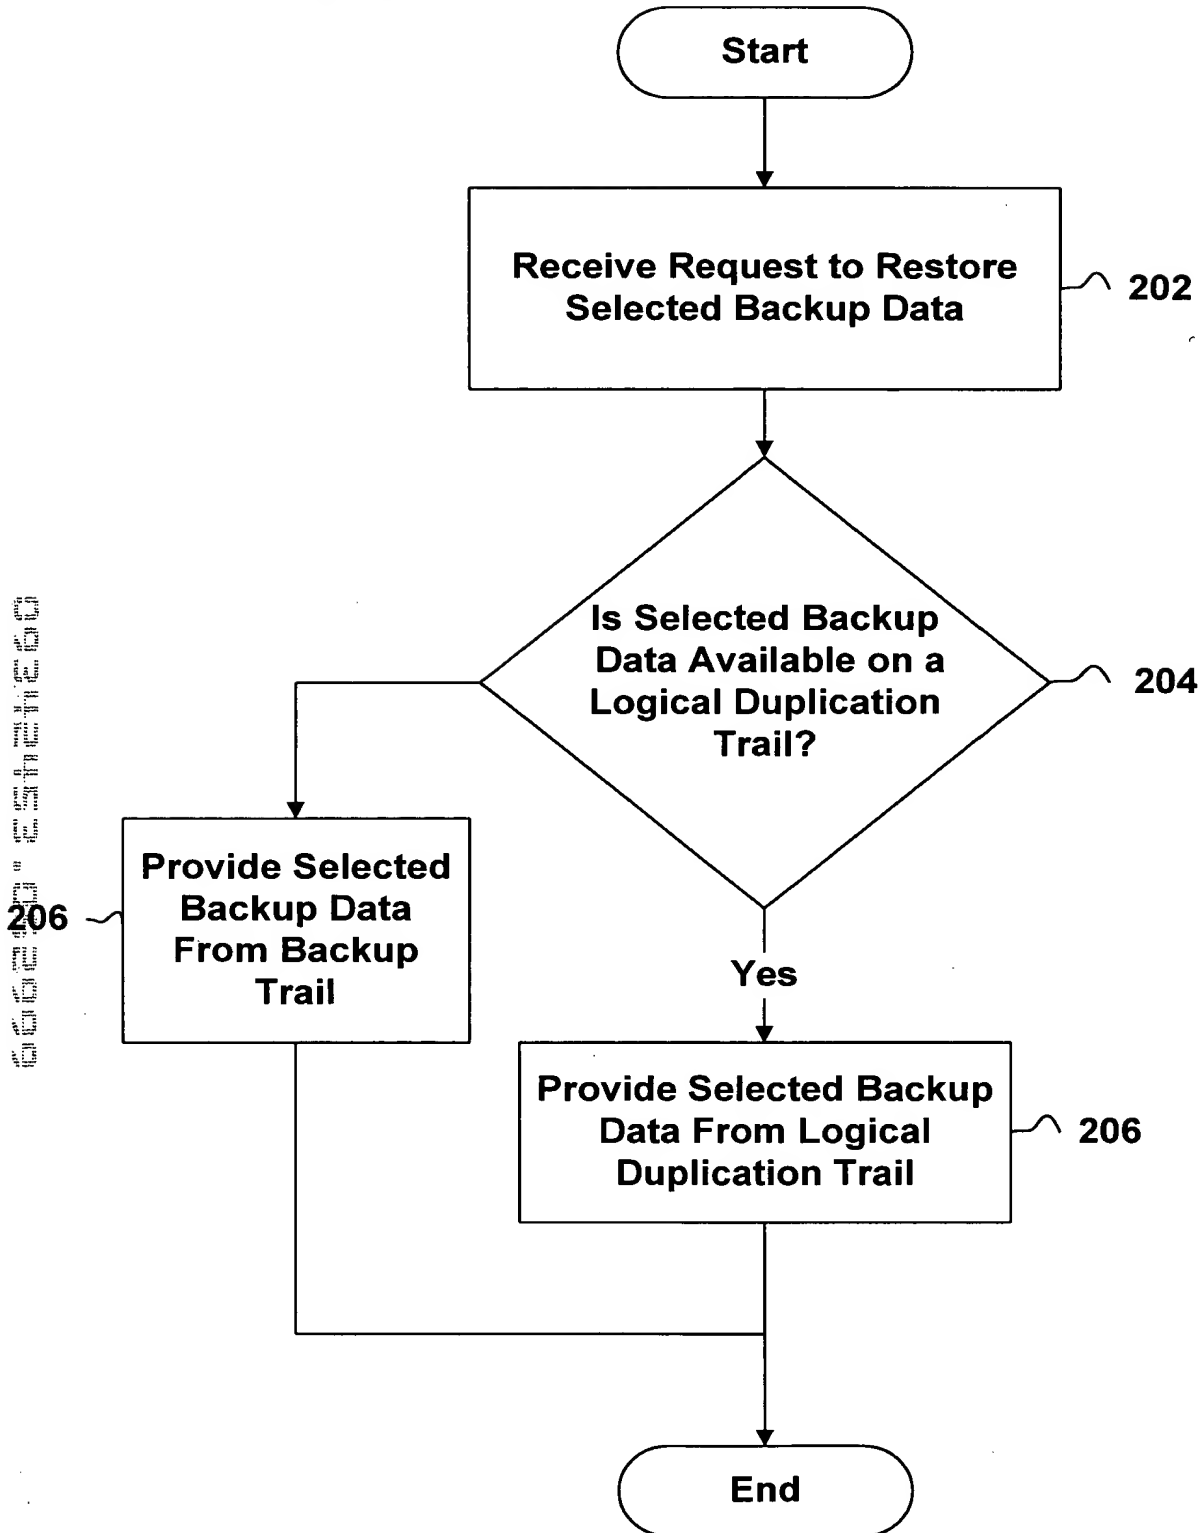 Start
Receive Request to Restore
Selected Backup Data
202
Is Selected Backup
Data Available on a
Logical Duplication
Trail?
204
Provide Selected
Backup Data
From Backup
Trail
206
Yes
Provide Selected Backup
Data From Logical
Duplication Trail
206
End